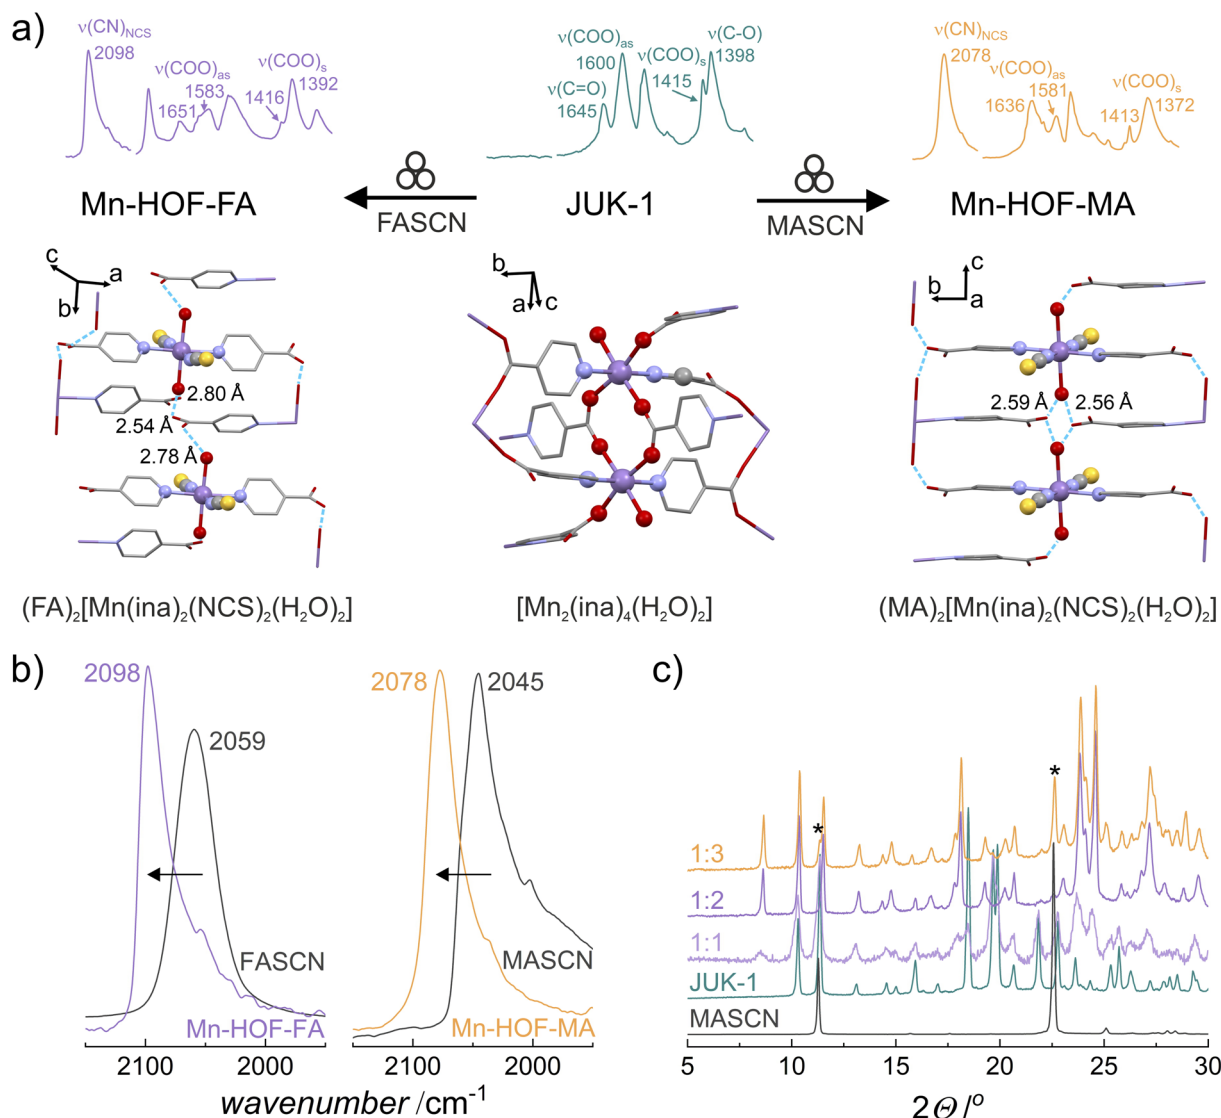 a)
ν(CN)NCS
2098
ν(COO)as
1583
1651
ν(COO)s
1416
1392
ν(COO)as
1600
ν(C=O)
1645
ν(COO)s
1415
ν(C-O)
1398
ν(CN)NCS
2078
ν(COO)as
1636
1581
ν(COO)s
1413
1372
Mn-HOF-FA
FASCN
JUK-1
MASCN
Mn-HOF-MA
c
a
b
2.80 Å
2.54 Å
2.78 Å
b
a
c
c
b
a
2.59 Å
2.56 Å
(FA)2[Mn(ina)2(NCS)2(H2O)2]
[Mn2(ina)4(H2O)2]
(MA)2[Mn(ina)2(NCS)2(H2O)2]
b)
2098
2059
FASCN
Mn-HOF-FA
2078
2045
MASCN
Mn-HOF-MA
2100
2000
2100
2000
wavenumber /cm-1
c)
*
*
1:3
1:2
1:1
JUK-1
MASCN
5
10
15
20
25
30
2Θ /o